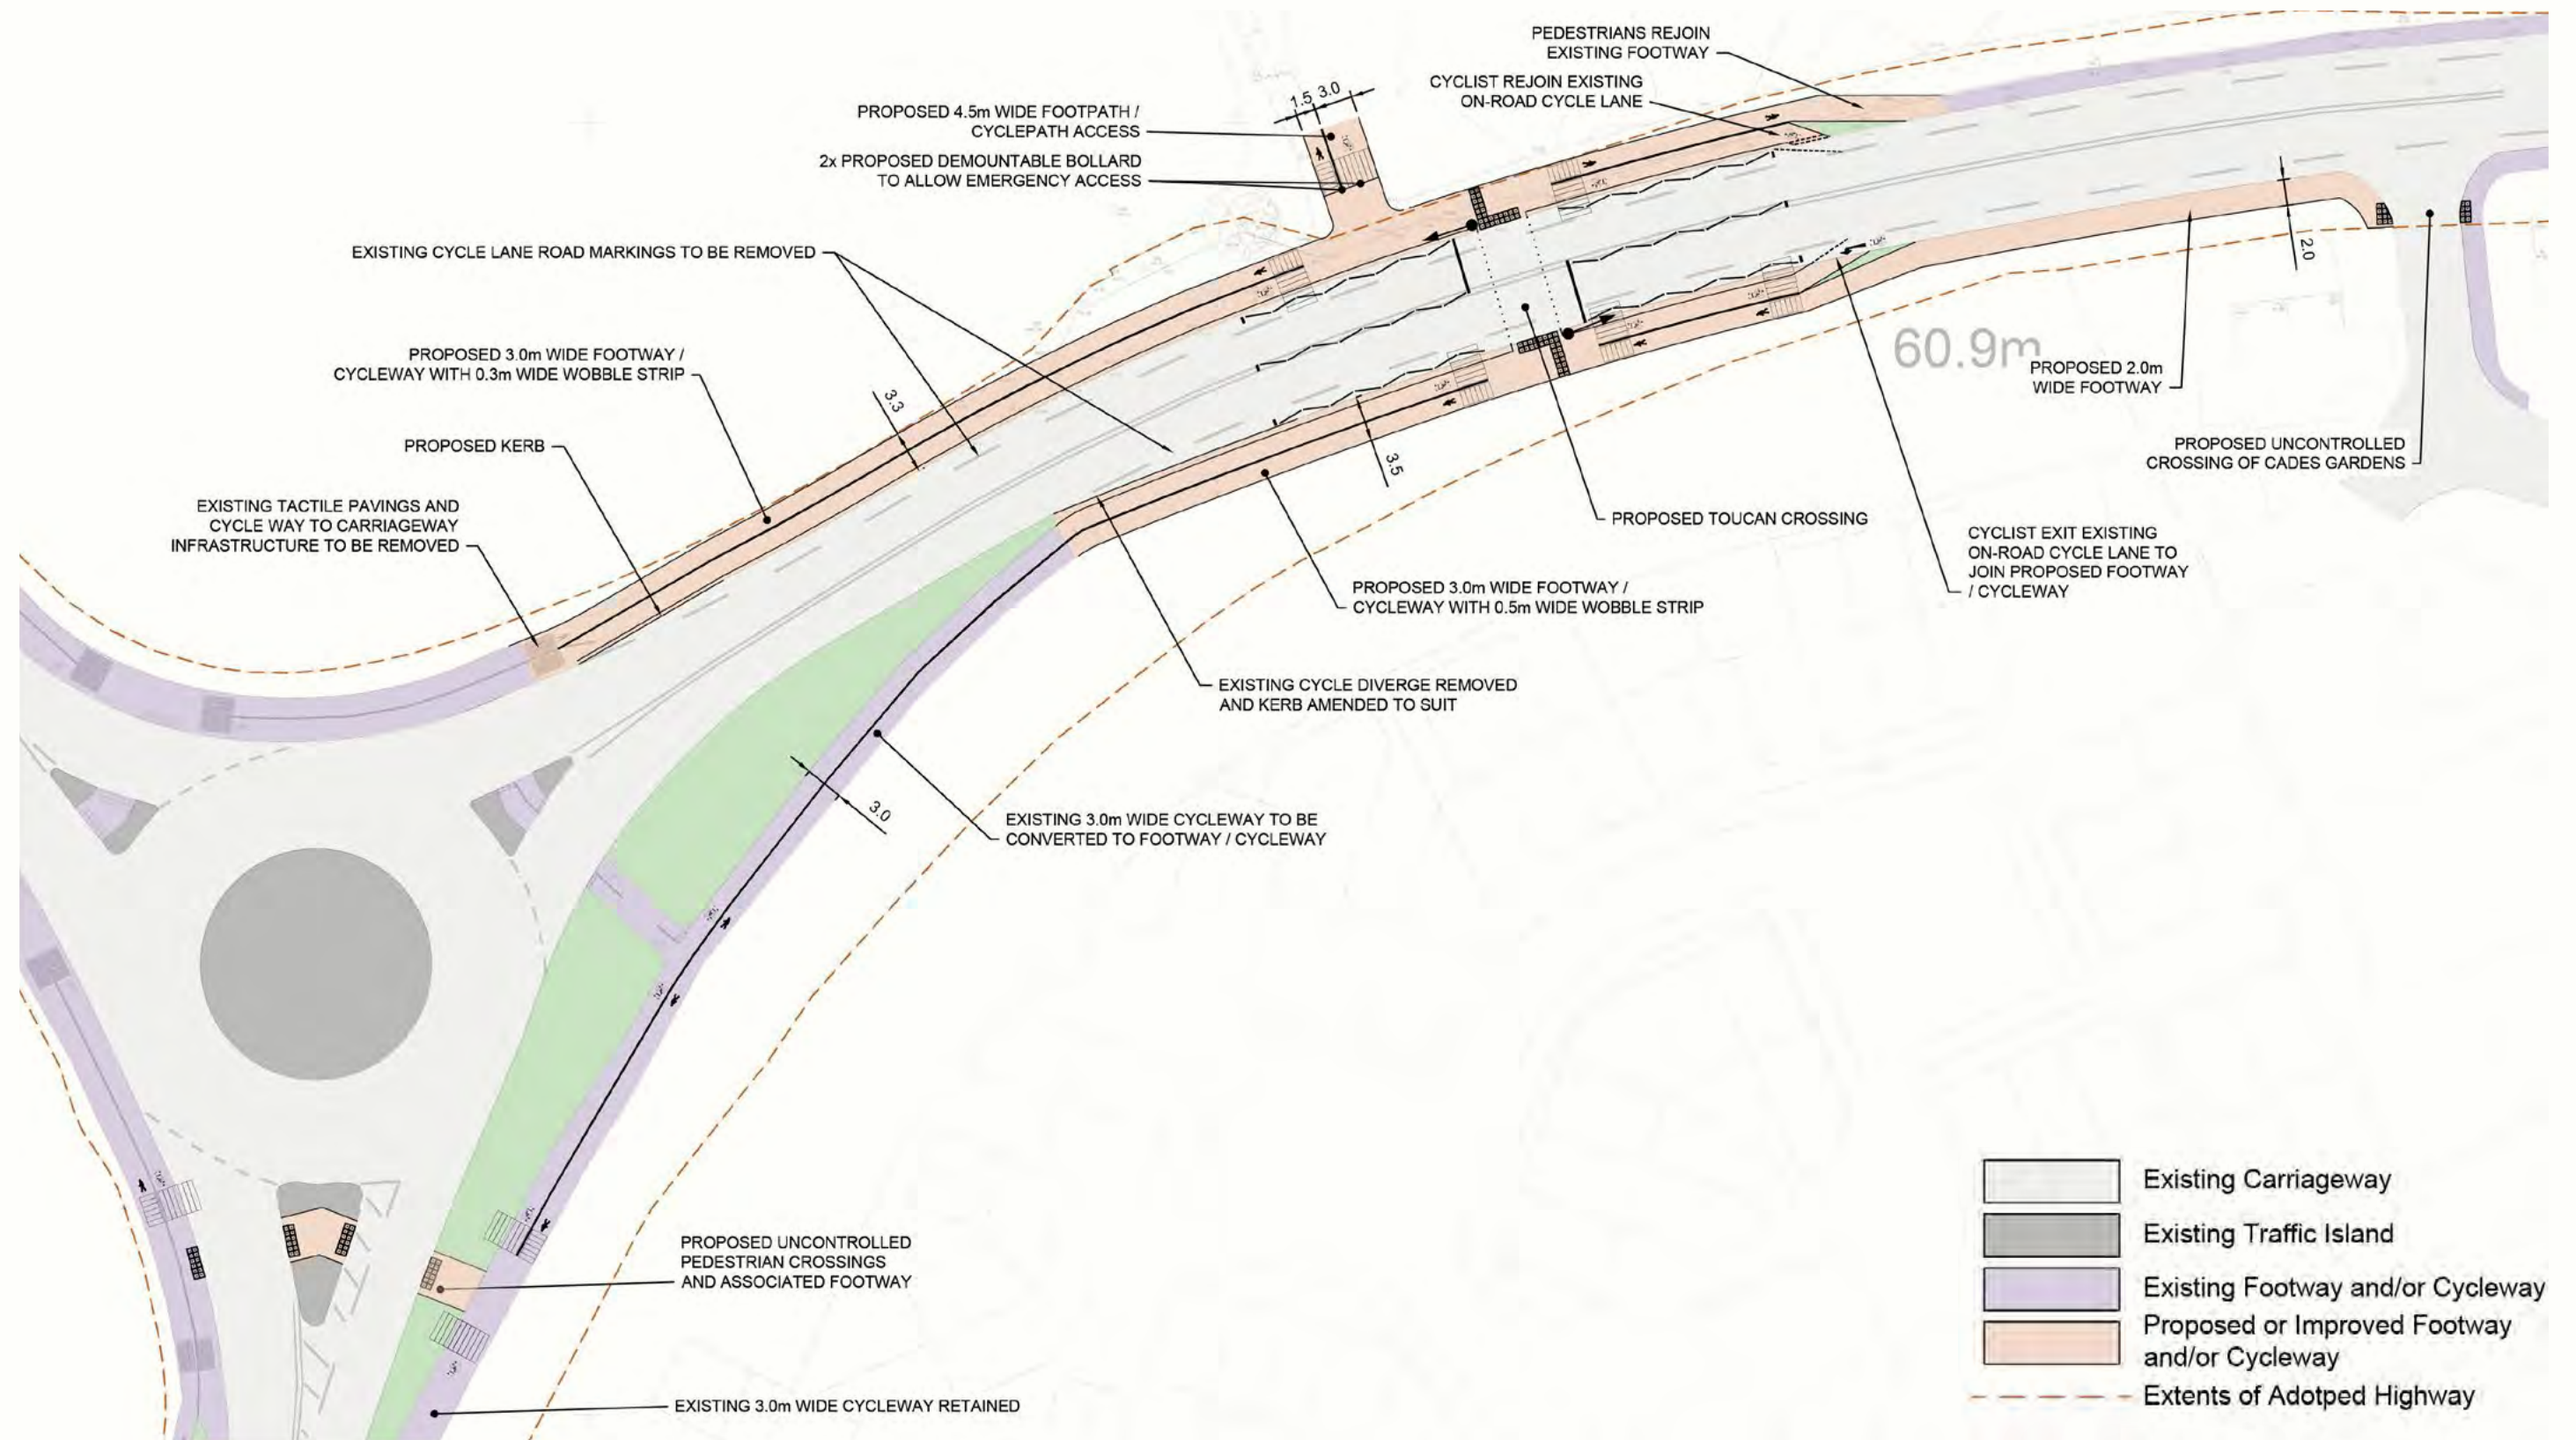 PEDESTRIANS REJOIN
EXISTING FOOTWAY
CYCLIST REJOIN EXISTING
ON-ROAD CYCLE LANE
1.5 3.0
PROPOSED 4.5m WIDE FOOTPATH /
CYCLEPATH ACCESS
2x PROPOSED DEMOUNTABLE BOLLARD
TO ALLOW EMERGENCY ACCESS
EXISTING CYCLE LANE ROAD MARKINGS TO BE REMOVED
2.0
PROPOSED 3.0m WIDE FOOTWAY /
CYCLEWAY WITH 0.3m WIDE WOBBLE STRIP
3.3
60.9m
PROPOSED 2.0m
WIDE FOOTWAY
PROPOSED KERB
3.5
PROPOSED UNCONTROLLED
CROSSING OF CADES GARDENS
EXISTING TACTILE PAVINGS AND
CYCLE WAY TO CARRIAGEWAY
INFRASTRUCTURE TO BE REMOVED
PROPOSED TOUCAN CROSSING
CYCLIST EXIT EXISTING
ON-ROAD CYCLE LANE TO
JOIN PROPOSED FOOTWAY
/ CYCLEWAY
PROPOSED 3.0m WIDE FOOTWAY /
CYCLEWAY WITH 0.5m WIDE WOBBLE STRIP
EXISTING CYCLE DIVERGE REMOVED
AND KERB AMENDED TO SUIT
3.0
EXISTING 3.0m WIDE CYCLEWAY TO BE
CONVERTED TO FOOTWAY / CYCLEWAY
PROPOSED UNCONTROLLED
PEDESTRIAN CROSSINGS
AND ASSOCIATED FOOTWAY
EXISTING 3.0m WIDE CYCLEWAY RETAINED
Existing Carriageway
Existing Traffic Island
Existing Footway and/or Cycleway
Proposed or Improved Footway
and/or Cycleway
Extents of Adotped Highway